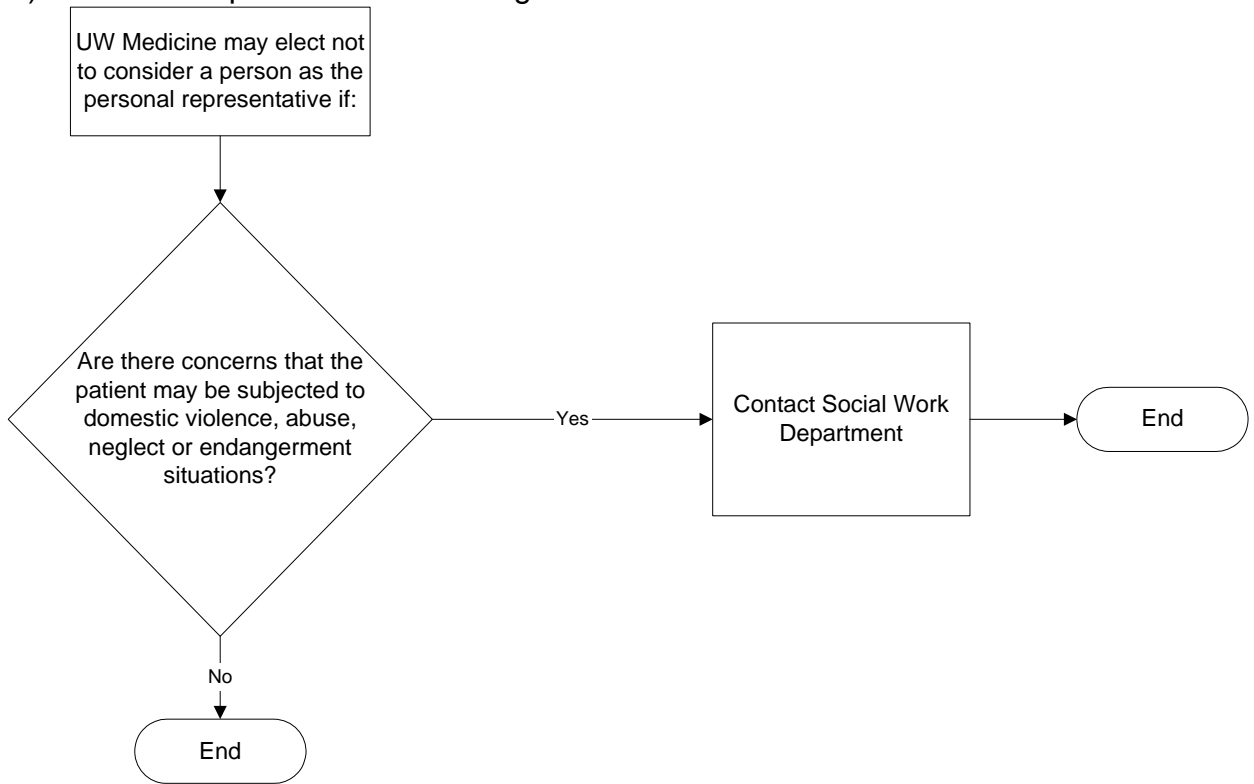 UW Medicine may elect not
to consider a person as the
personal representative if:
Are there concerns that the
patient may be subjected to
domestic violence, abuse,
neglect or endangerment
situations?
Yes
Contact Social Work
Department
End
No
End